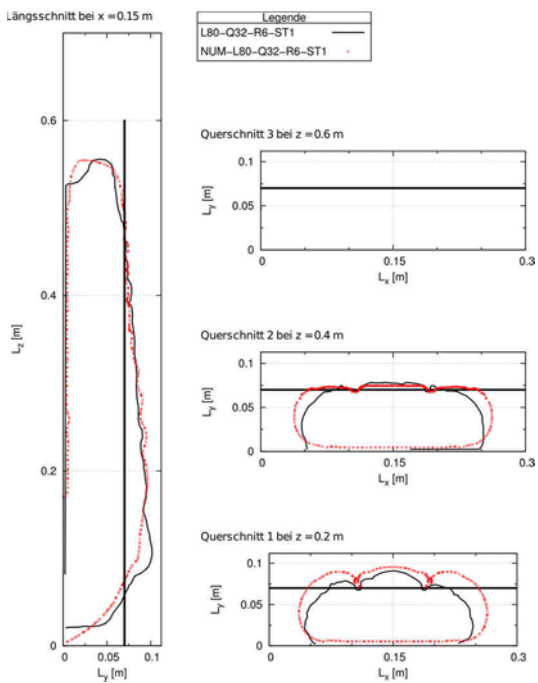 Längsschnitt bei x = 0.15 m
Legende
L80-Q32-R6-ST1
NUM-L80-Q32-R6-ST1
0.6
0.4
0.2
0
Lz [m]
0
0.05
0.1
Ly [m]
Querschnitt 3 bei z = 0.6 m
0.1
0.05
0
Ly [m]
0
0.15
0.3
Lx [m]
Querschnitt 2 bei z = 0.4 m
0.1
0.05
0
Ly [m]
0
0.15
0.3
Lx [m]
Querschnitt 1 bei z = 0.2 m
0.1
0.05
0
Ly [m]
0
0.15
0.3
Lx [m]